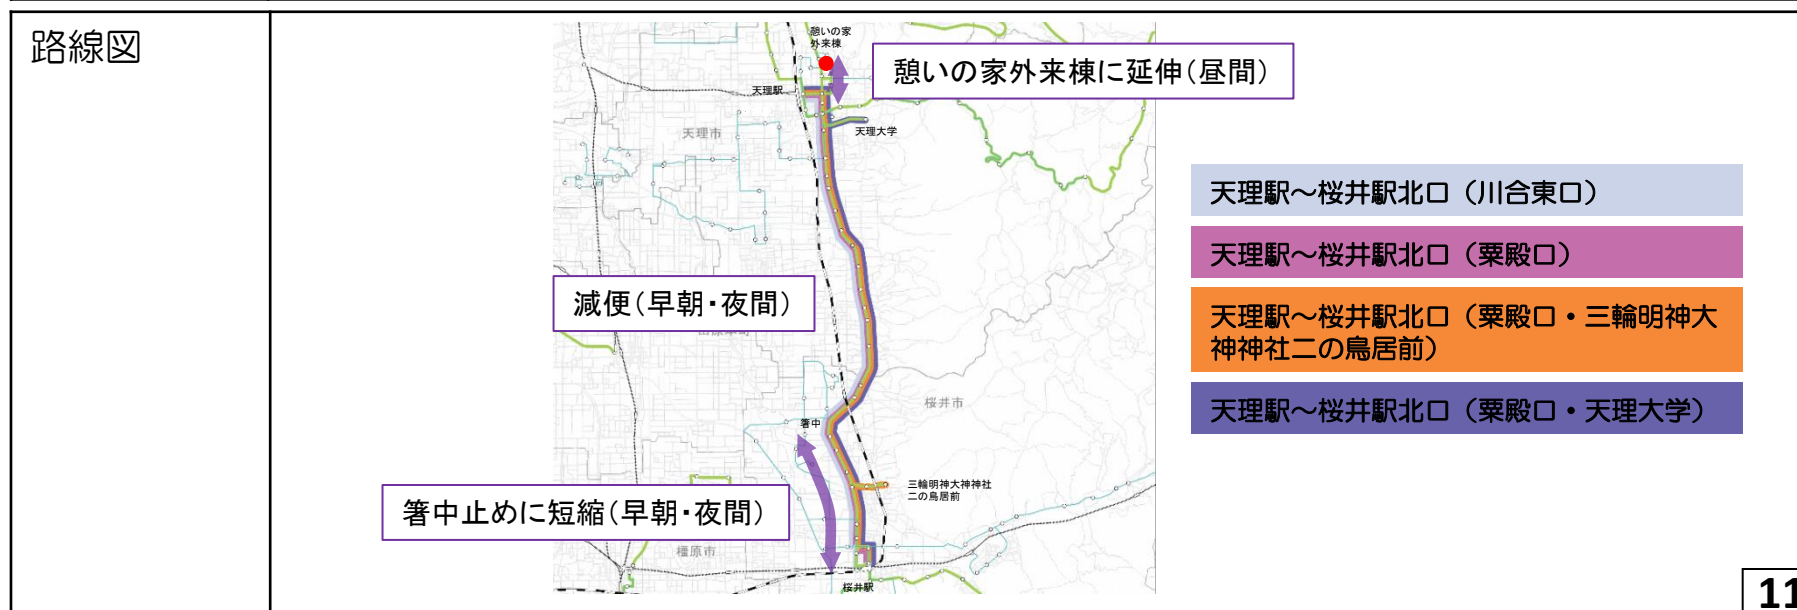 路線図
憩いの家
外来棟
憩いの家外来棟に延伸（昼間）
天理駅
天理市
天理大学
天理駅～桜井駅北口（川合東口）
天理駅～桜井駅北口（粟殿口）
減便（早朝・夜間）
天理駅～桜井駅北口（粟殿口・三輪明神大
神神社二の鳥居前）
天理駅～桜井駅北口（粟殿口・天理大学）
桜井市
箸中
三輪明神大神神社
二の鳥居前
箸中止めに短縮（早朝・夜間）
橿原市
桜井駅
11